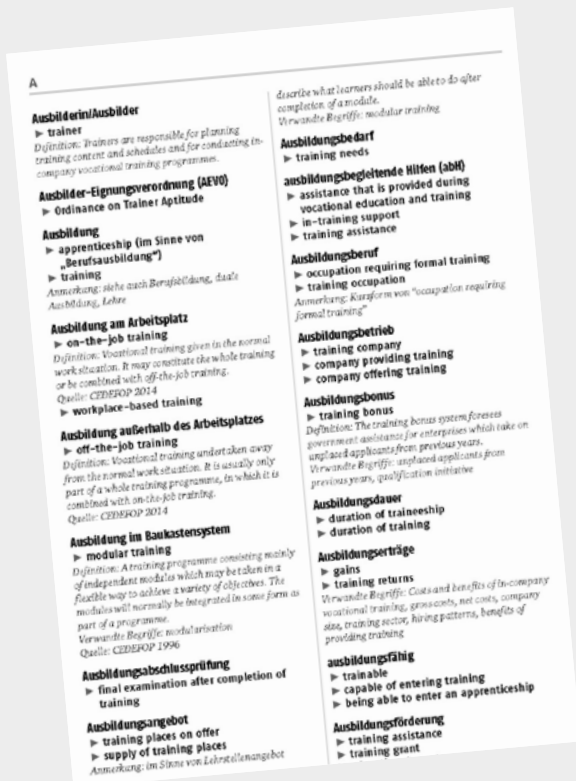 A
Ausbilderin/Ausbilder
► trainer
Definition: Trainers are responsible for planning
training content and schedules and for conducting in-
company vocational training programmes.
Ausbilder-Eignungsverordnung (AEVO)
► Ordinance on Trainer Aptitude
Ausbildung
► apprenticeship (im Sinne von
„Berufsausbildung“)
► training
Anmerkung: siehe auch Berufsbildung, duale
Ausbildung, Lehre
Ausbildung am Arbeitsplatz
► on-the-job training
Definition: Vocational training given in the normal
work situation. It may constitute the whole training
or be combined with off-the-job training.
Quelle: CEDEFOP 2014
► workplace-based training
Ausbildung außerhalb des Arbeitsplatzes
► off-the-job training
Definition: Vocational training undertaken away
from the normal work situation. It is usually only
part of a whole training programme, in which it is
combined with on-the-job training.
Quelle: CEDEFOP 2014
Ausbildung im Baukastensystem
► modular training
Definition: A training programme consisting mainly
of independent modules which may be taken in a
flexible way to achieve a variety of objectives. The
modules will normally be integrated in some form as
part of a programme.
Verwandte Begriffe: modularisation
Quelle: CEDEFOP 1996
Ausbildungsabschlussprüfung
► final examination after completion of
training
Ausbildungsangebot
► training places on offer
► supply of training places
Anmerkung: im Sinne von Lehrstellenangebot
describe what learners should be able to do after
completion of a module.
Verwandte Begriffe: modular training
Ausbildungsbedarf
► training needs
ausbildungsbegleitende Hilfen (abH)
► assistance that is provided during
vocational education and training
► in-training support
► training assistance
Ausbildungsberuf
► occupation requiring formal training
► training occupation
Anmerkung: Kurzform von "occupation requiring
formal training"
Ausbildungsbetrieb
► training company
► company providing training
► company offering training
Ausbildungsbonus
► training bonus
Definition: The training bonus system foresees
government assistance for enterprises which take on
unplaced applicants from previous years.
Verwandte Begriffe: unplaced applicants from
previous years, qualification initiative
Ausbildungsdauer
► duration of traineeship
► duration of training
Ausbildungserträge
► gains
► training returns
Verwandte Begriffe: Costs and benefits of in-company
vocational training, gross costs, net costs, company
size, training sector, hiring patterns, benefits of
providing training
ausbildungsfähig
► trainable
► capable of entering training
► being able to enter an apprenticeship
Ausbildungsförderung
► training assistance
► training grant